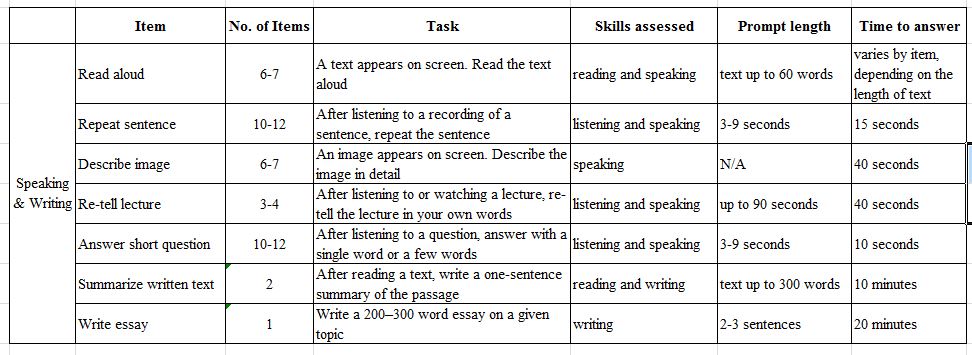 Item No. of Items Task Skills assessed Prompt length Time to answer
Speaking
& Writing
Read aloud 6-7 A text appears on screen. Read the text
aloud reading and speaking text up to 60 words varies by item,
depending on the
length of text
Repeat sentence 10-12 After listening to a recording of a
sentence, repeat the sentence listening and speaking 3-9 seconds 15 seconds
Describe image 6-7 An image appears on screen. Describe the
image in detail speaking N/A 40 seconds
Re-tell lecture 3-4 After listening to or watching a lecture, re-
tell the lecture in your own words listening and speaking up to 90 seconds 40 seconds
Answer short question 10-12 After listening to a question, answer with a
single word or a few words listening and speaking 3-9 seconds 10 seconds
Summarize written text 2 After reading a text, write a one-sentence
summary of the passage reading and writing text up to 300 words 10 minutes
Write essay 1 Write a 200–300 word essay on a given
topic writing 2-3 sentences 20 minutes